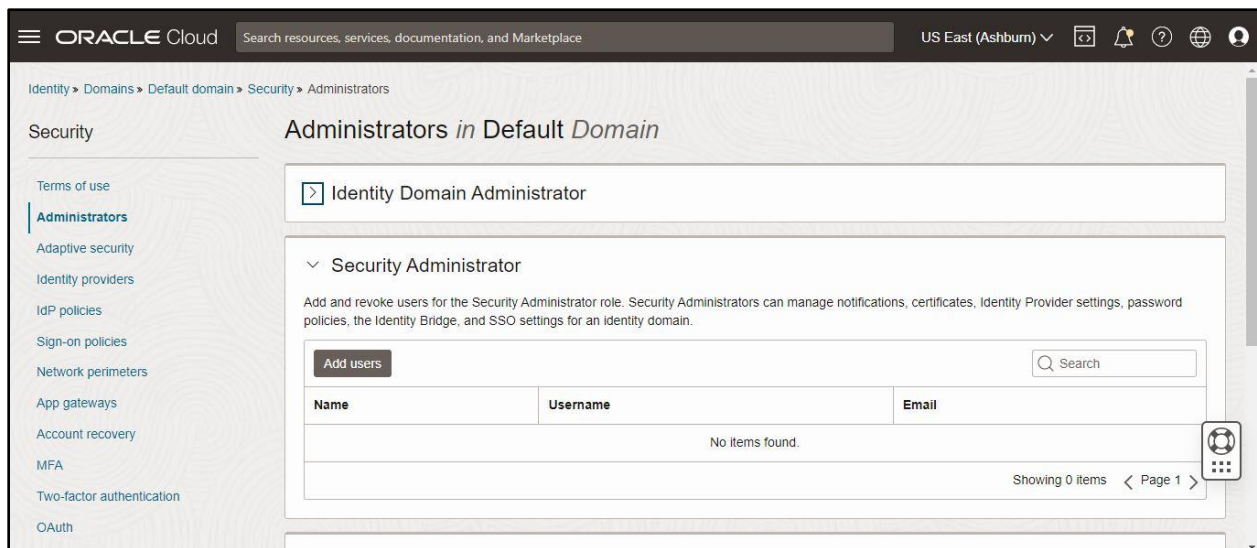 ORACLE Cloud
Search resources, services, documentation, and Marketplace
US East (Ashburn)
Identity » Domains » Default domain » Security » Administrators
Security
Terms of use
Administrators
Adaptive security
Identity providers
IdP policies
Sign-on policies
Network perimeters
App gateways
Account recovery
MFA
Two-factor authentication
OAuth
Administrators in Default Domain
Identity Domain Administrator
Security Administrator
Add and revoke users for the Security Administrator role. Security Administrators can manage notifications, certificates, Identity Provider settings, password
policies, the Identity Bridge, and SSO settings for an identity domain.
Add users
Search
Name Username Email
No items found.
Showing 0 items < Page 1 >